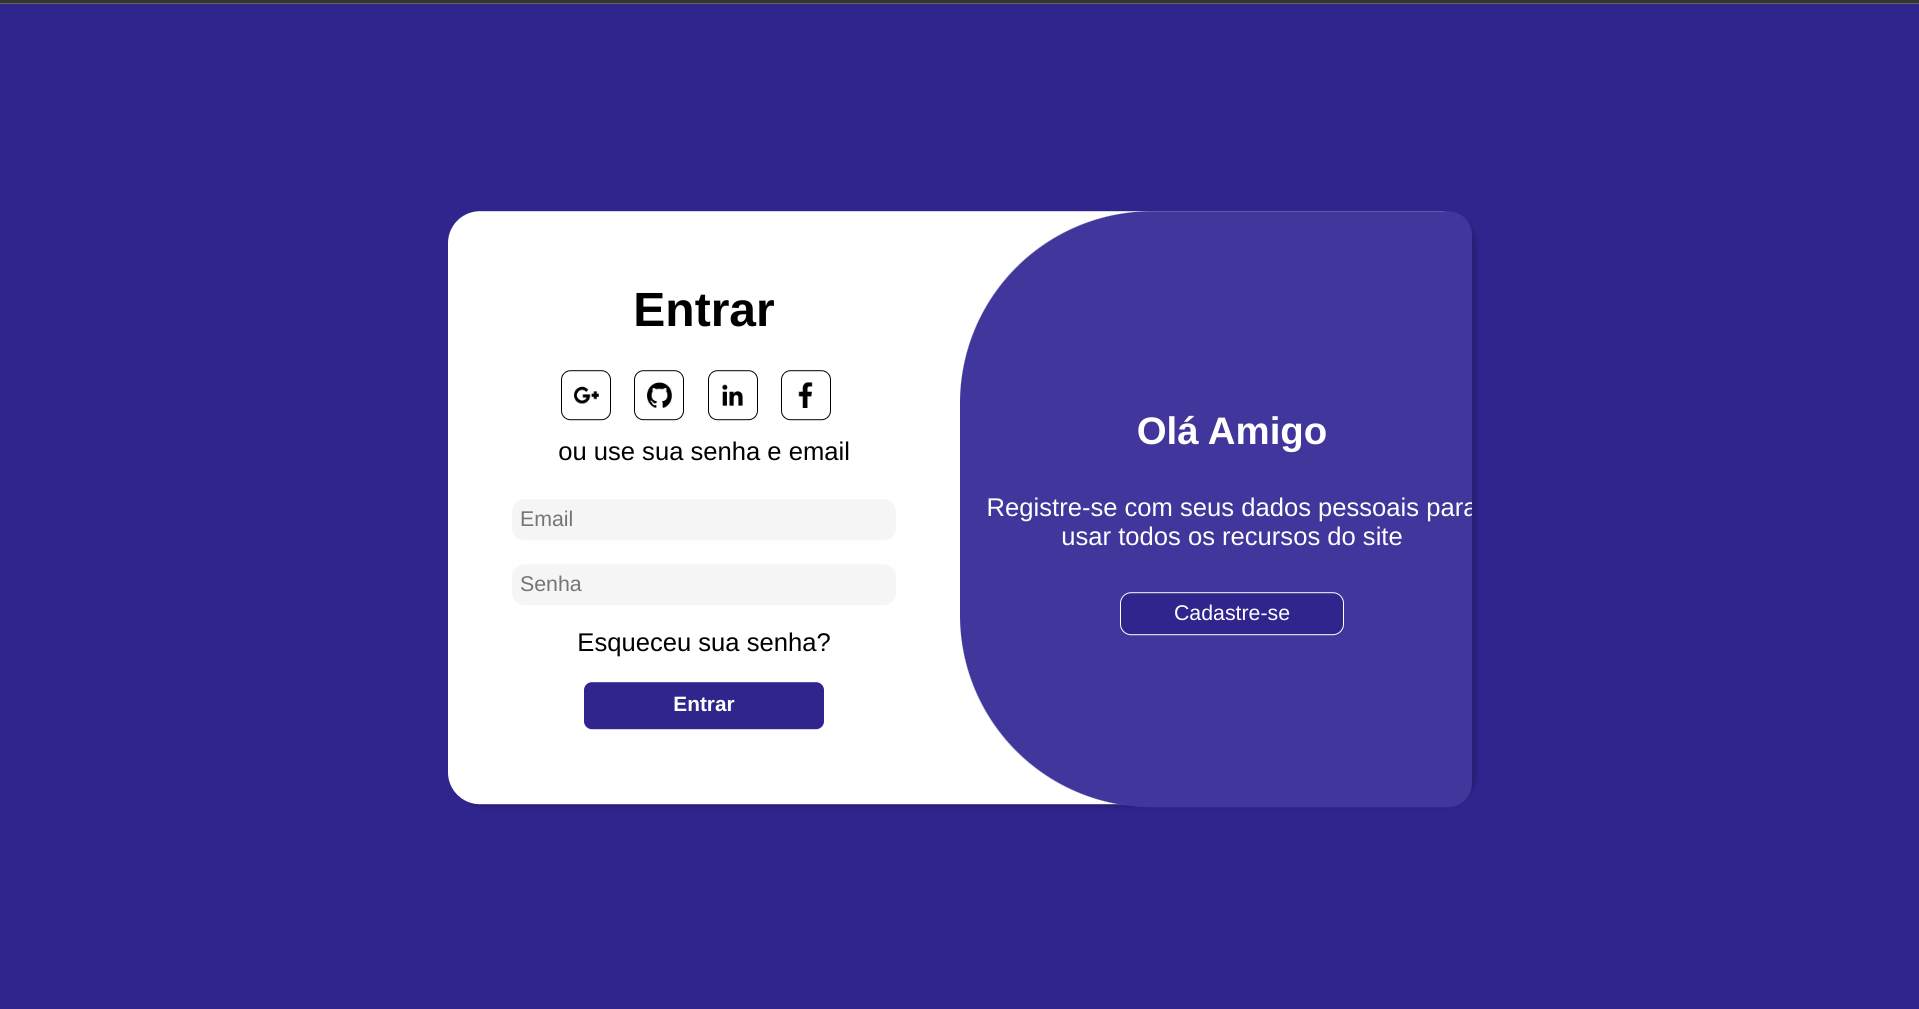 Entrar
G+
in
f
ou use sua senha e email
Email
Senha
Esqueceu sua senha?
Entrar
Olá Amigo
Registre-se com seus dados pessoais para
usar todos os recursos do site
Cadastre-se